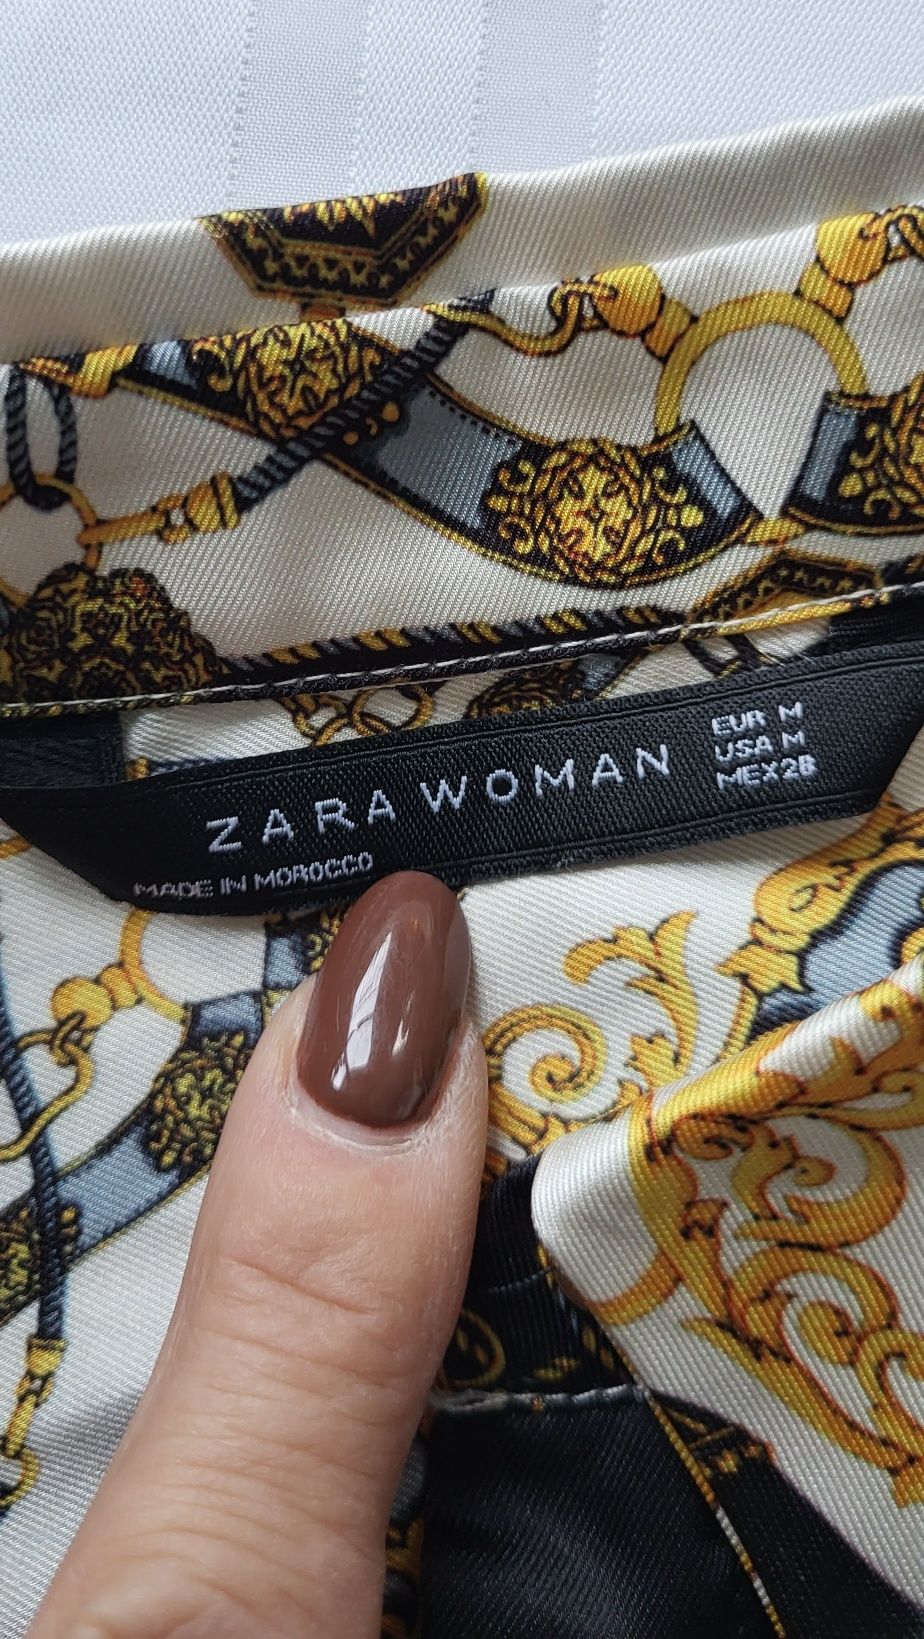 ZARA WOMAN
EUR M
USA M
MEX 28
MADE IN MOROCCO